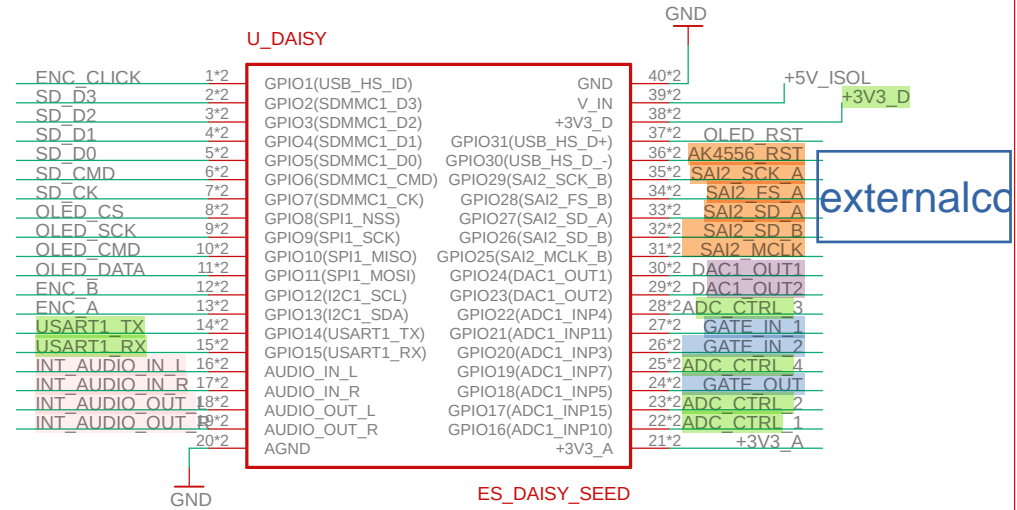 GND
U_DAISY
ENC_CLICK 1*2 GPIO1(USB_HS_ID) GND 40*2 +5V_ISOL
SD_D3 2*2 GPIO2(SDMMC1_D3) V_IN 39*2 +3V3_D
SD_D2 3*2 GPIO3(SDMMC1_D2) +3V3_D 38*2
SD_D1 4*2 GPIO4(SDMMC1_D1) GPIO31(USB_HS_D+) 37*2 OLED_RST
SD_D0 5*2 GPIO5(SDMMC1_D0) GPIO30(USB_HS_D_-) 36*2 AK4556_RST
SD_CMD 6*2 GPIO6(SDMMC1_CMD) GPIO29(SAI2_SCK_B) 35*2 SAI2_SCK_A
SD_CK 7*2 GPIO7(SDMMC1_CK) GPIO28(SAI2_FS_B) 34*2 SAI2_FS_A
externalco
OLED_CS 8*2 GPIO8(SPI1_NSS) GPIO27(SAI2_SD_A) 33*2 SAI2_SD_A
OLED_SCK 9*2 GPIO9(SPI1_SCK) GPIO26(SAI2_SD_B) 32*2 SAI2_SD_B
OLED_CMD 10*2 GPIO10(SPI1_MISO) GPIO25(SAI2_MCLK_B) 31*2 SAI2_MCLK
OLED_DATA 11*2 GPIO11(SPI1_MOSI) GPIO24(DAC1_OUT1) 30*2 DAC1_OUT1
ENC_B 12*2 GPIO12(I2C1_SCL) GPIO23(DAC1_OUT2) 29*2 DAC1_OUT2
ENC_A 13*2 GPIO13(I2C1_SDA) GPIO22(ADC1_INP4) 28*2 ADC_CTRL_3
USART1_TX 14*2 GPIO14(USART1_TX) GPIO21(ADC1_INP11) 27*2 GATE_IN_1
USART1_RX 15*2 GPIO15(USART1_RX) GPIO20(ADC1_INP3) 26*2 GATE_IN_2
INT_AUDIO_IN_L 16*2 AUDIO_IN_L GPIO19(ADC1_INP7) 25*2 ADC_CTRL_4
INT_AUDIO_IN_R 17*2 AUDIO_IN_R GPIO18(ADC1_INP5) 24*2 GATE_OUT
INT_AUDIO_OUT_L 18*2 AUDIO_OUT_L GPIO17(ADC1_INP15) 23*2 ADC_CTRL_2
INT_AUDIO_OUT_R 19*2 AUDIO_OUT_R GPIO16(ADC1_INP10) 22*2 ADC_CTRL_1
20*2 AGND +3V3_A 21*2 +3V3_A
GND
ES_DAISY_SEED